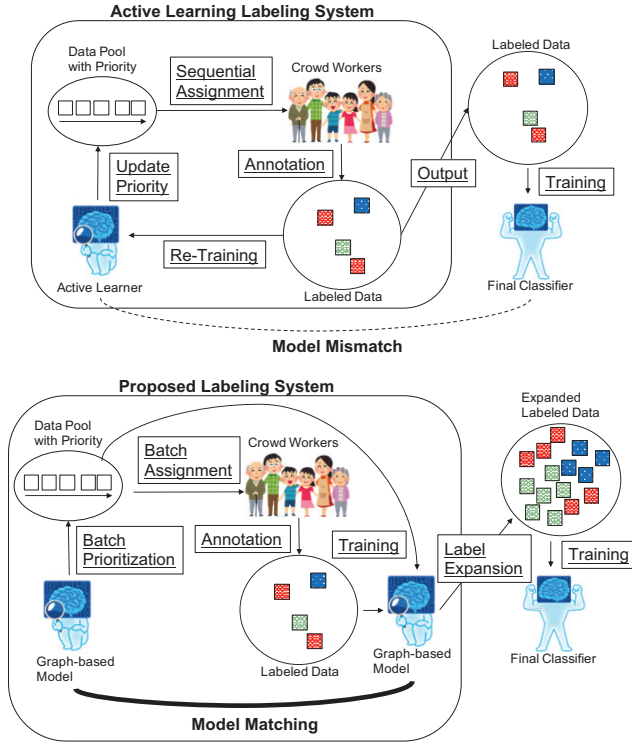 Active Learning Labeling System
Data Pool
with Priority
Sequential
Assignment
Crowd Workers
Labeled Data
Update
Priority
Annotation
Output
Training
Re-Training
Active Learner
Labeled Data
Final Classifier
Model Mismatch
Proposed Labeling System
Data Pool
with Priority
Batch
Assignment
Crowd Workers
Expanded
Labeled Data
Batch
Prioritization
Annotation
Training
Label
Expansion
Training
Graph-based
Model
Labeled Data
Graph-based
Model
Final Classifier
Model Matching